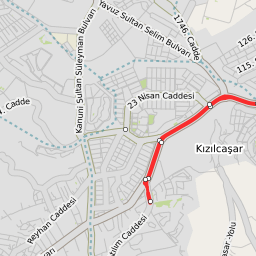 Yavuz Sultan Selim Bulvarı
1746. Cadde
126.
115. 
Kanuni Sultan Süleyman Bulvarı
. Cadde
23 Nisan Caddesi
Kızılcaşar
Reyhan Caddesi
Caddesi